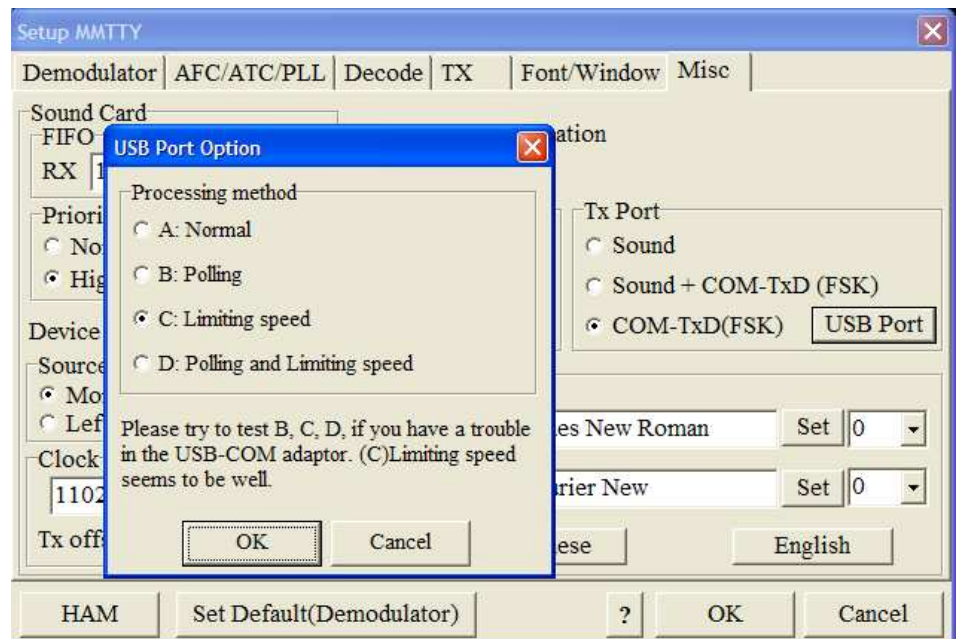 Setup MMTTY
Demodulator AFC/ATC/PLL Decode TX Font/Window Misc
Sound Card
FIFO
RX
USB Port Option
Processing method
A: Normal
B: Polling
C: Limiting speed
D: Polling and Limiting speed
Please try to test B, C, D, if you have a trouble
in the USB-COM adaptor. (C)Limiting speed
seems to be well.
OK Cancel
Tx Port
Sound
Sound + COM-TxD (FSK)
COM-TxD(FSK) USB Port
Device
Source
Clock
New Roman Set 0
New Set 0
English
HAM Set Default(Demodulator) ? OK Cancel